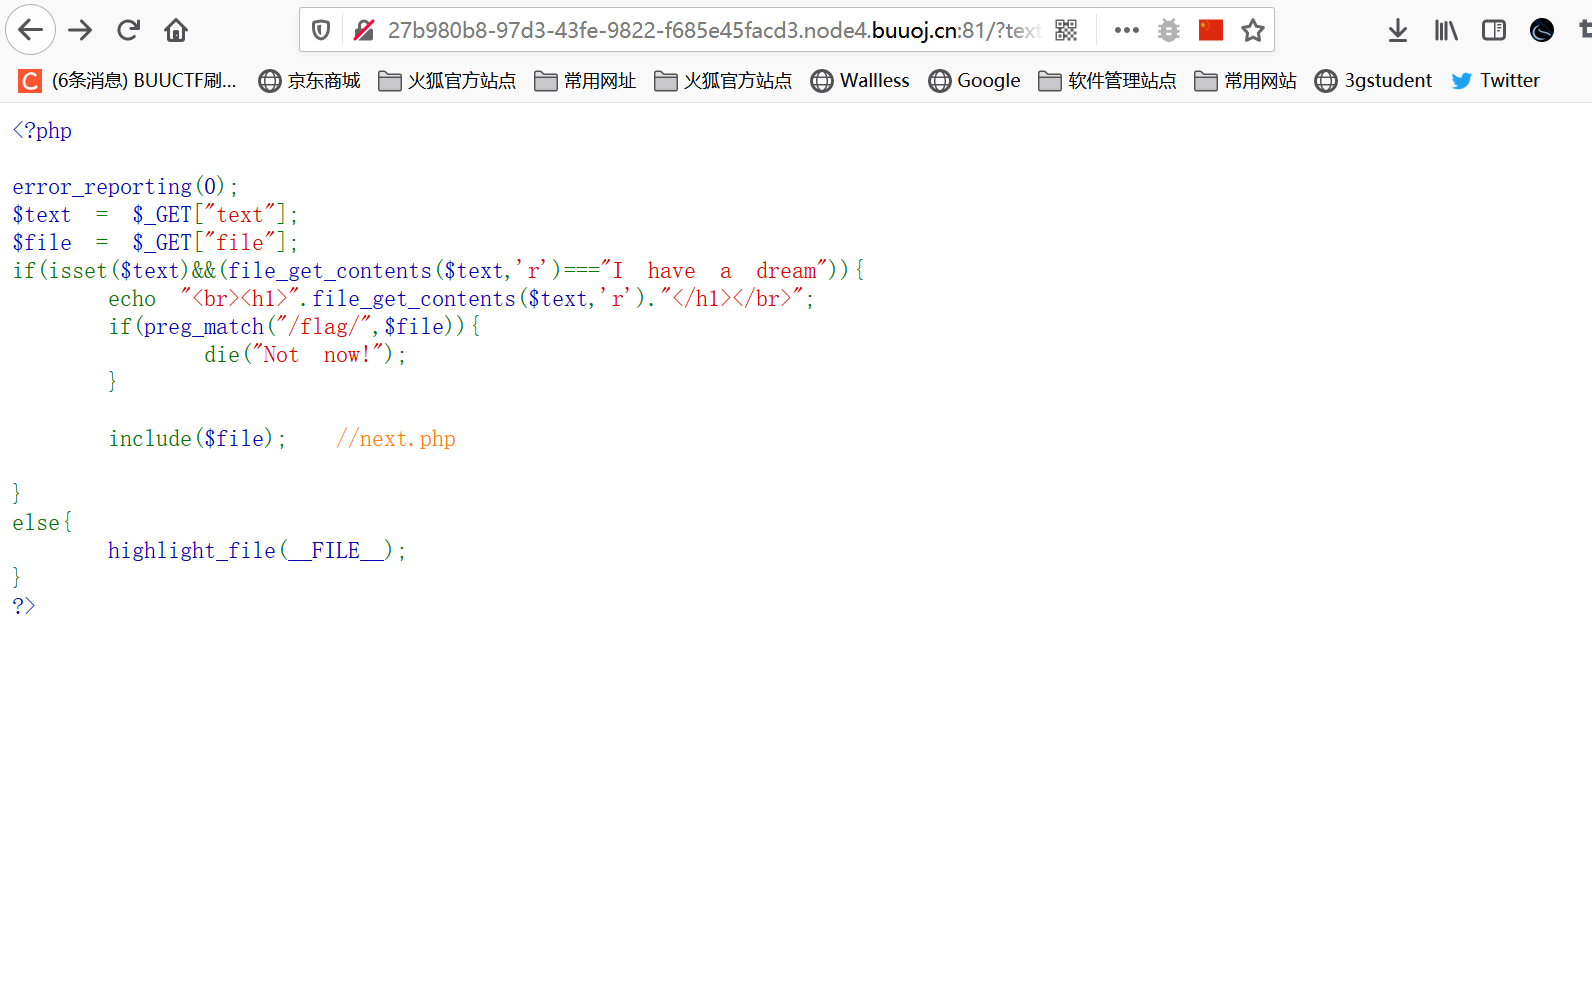 27b980b8-97d3-43fe-9822-f685e45facd3.node4.buuoj.cn:81/?text
C (6条消息) BUUCTF刷... 京东商城 火狐官方站点 常用网址 火狐官方站点 Wallless Google 软件管理站点 常用网站 3gstudent Twitter
<?php
error_reporting(0);
$text = $_GET["text"];
$file = $_GET["file"];
if(isset($text)&&(file_get_contents($text,'r')==="I have a dream")){
echo "<br><h1>".file_get_contents($text,'r')."</h1></br>";
if(preg_match("/flag/",$file)){
die("Not now!");
}
include($file); //next.php
}
else{
highlight_file(__FILE__);
}
?>